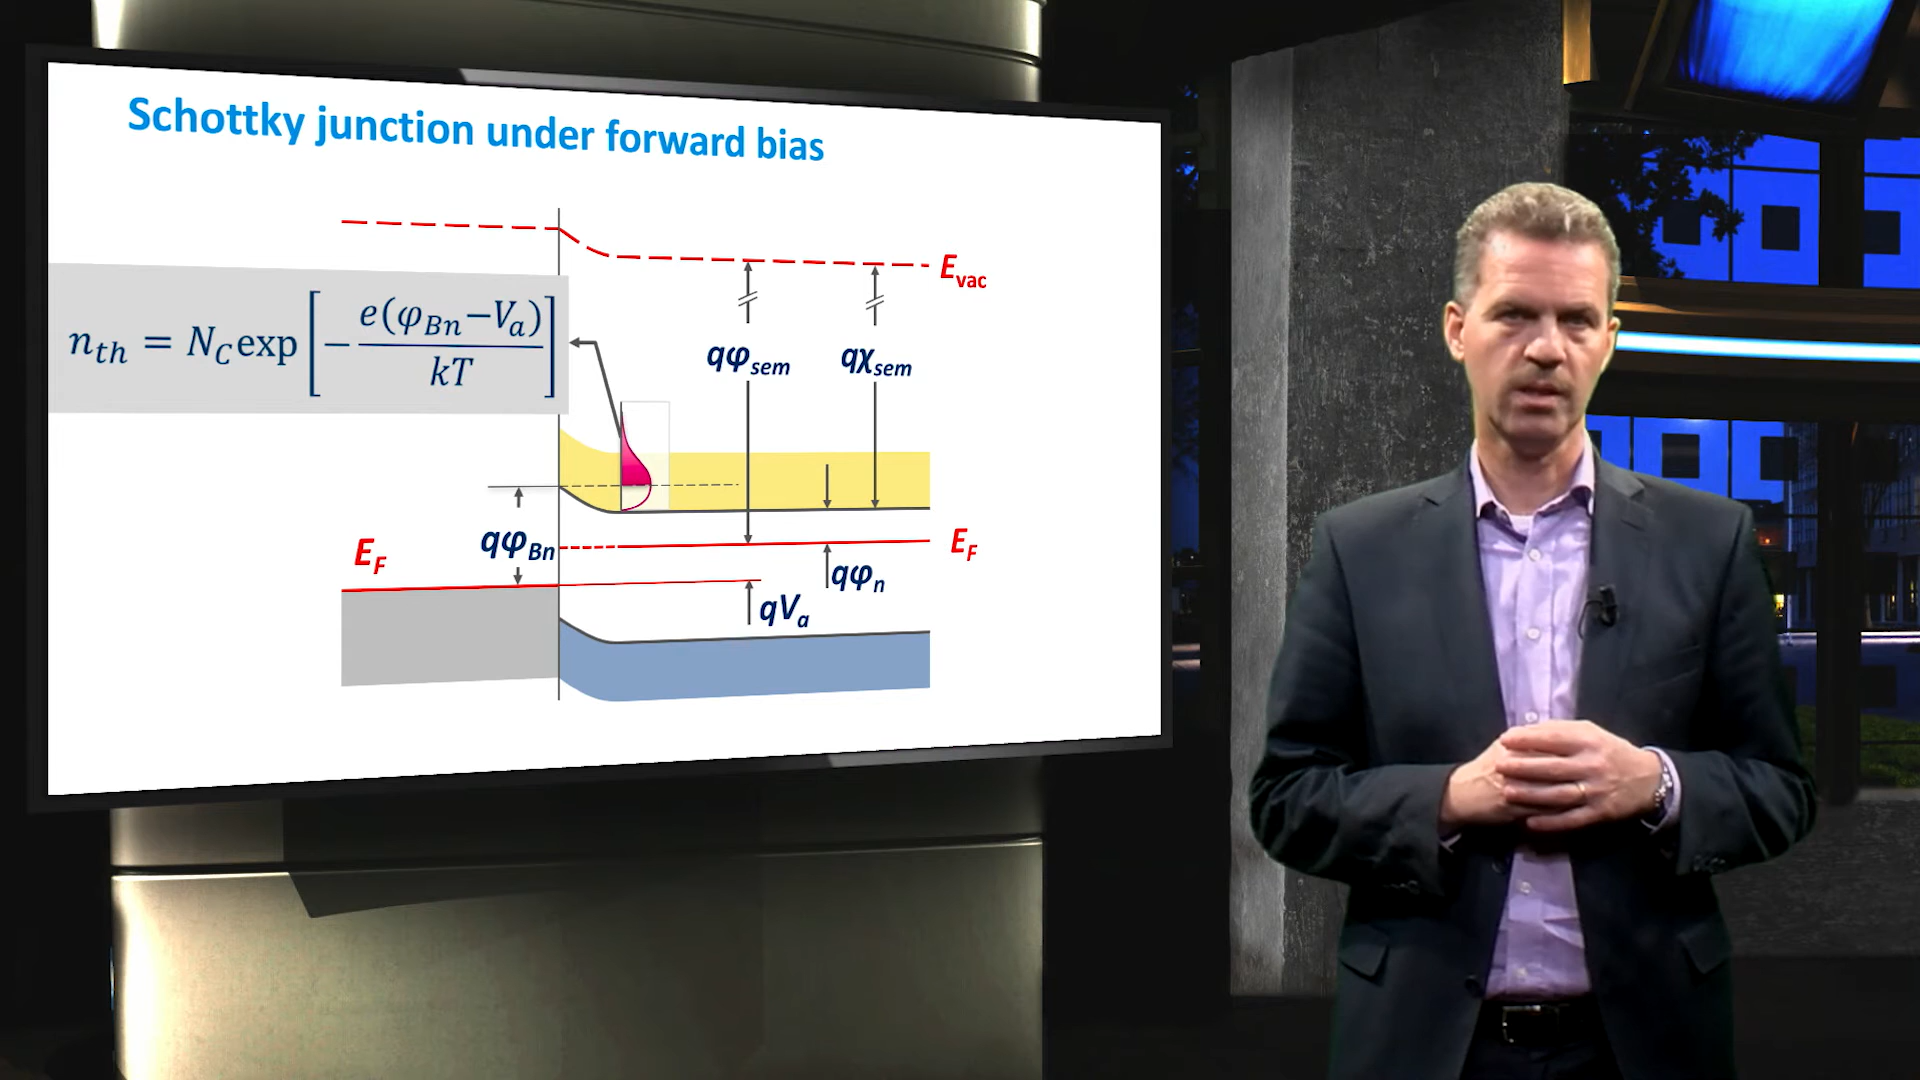 Schottky junction under forward bias
E_vac
n_th = N_C exp [ − e(φ_Bn−V_a) / kT ]
qφ_sem
qχ_sem
E_F
qφ_Bn
E_F
qφ_n
qV_a